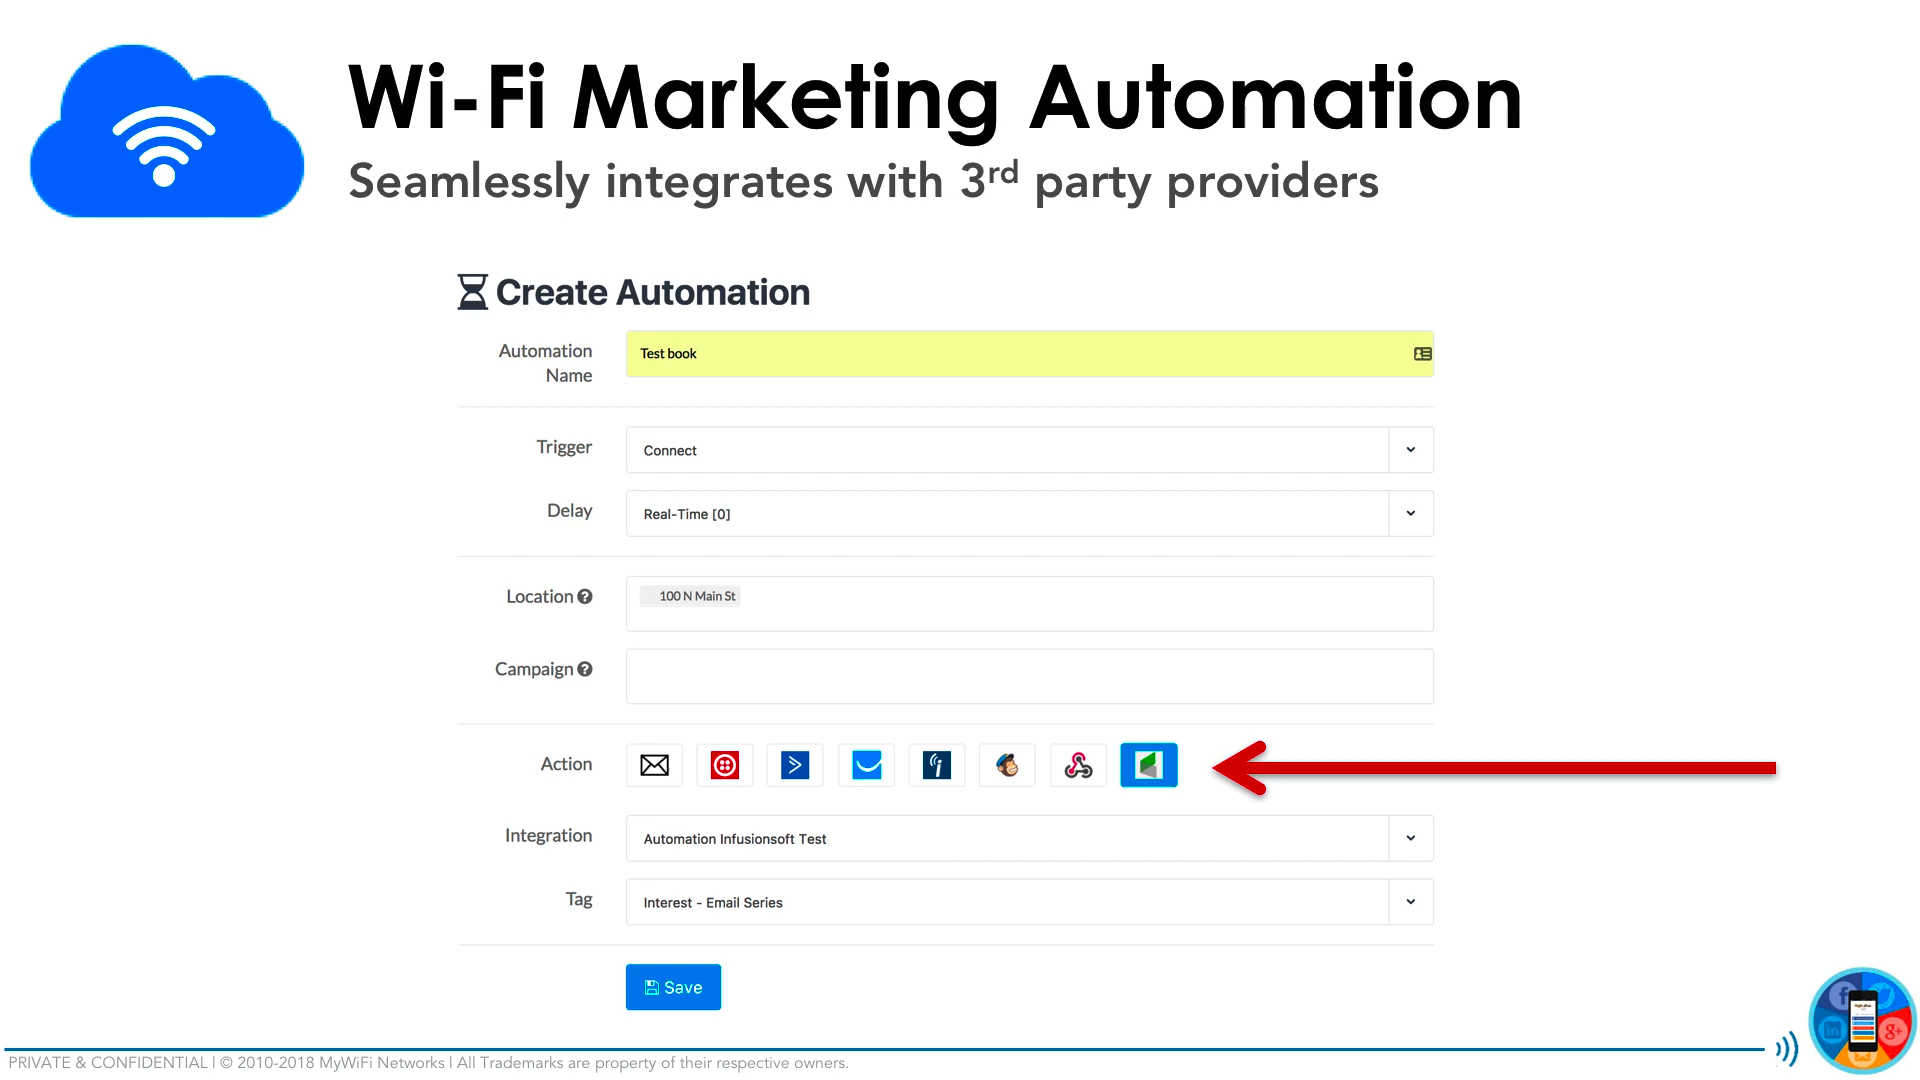 Wi-Fi Marketing Automation
Seamlessly integrates with 3rd party providers
Create Automation
Automation
Name
Test book
Trigger
Connect
Delay
Real-Time [0]
Location
100 N Main St
Campaign
Action
Integration
Automation Infusionsoft Test
Tag
Interest - Email Series
Save
PRIVATE & CONFIDENTIAL | © 2010-2018 MyWiFi Networks | All Trademarks are property of their respective owners.